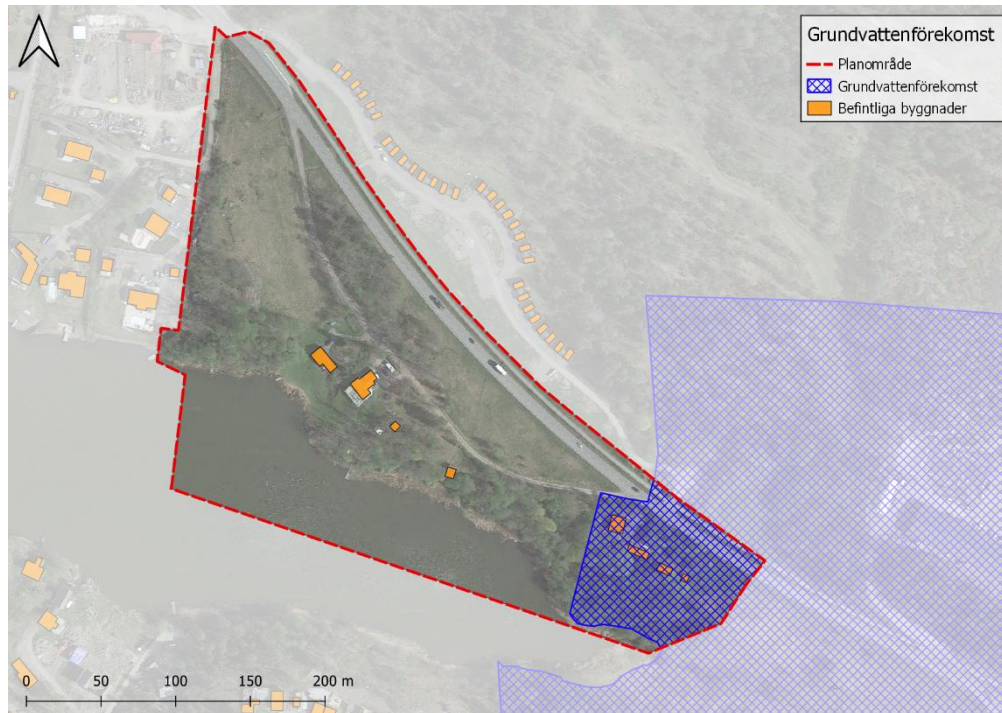 Grundvattenförekomst
Planområde
Grundvattenförekomst
Befintliga byggnader
0 50 100 150 200 m